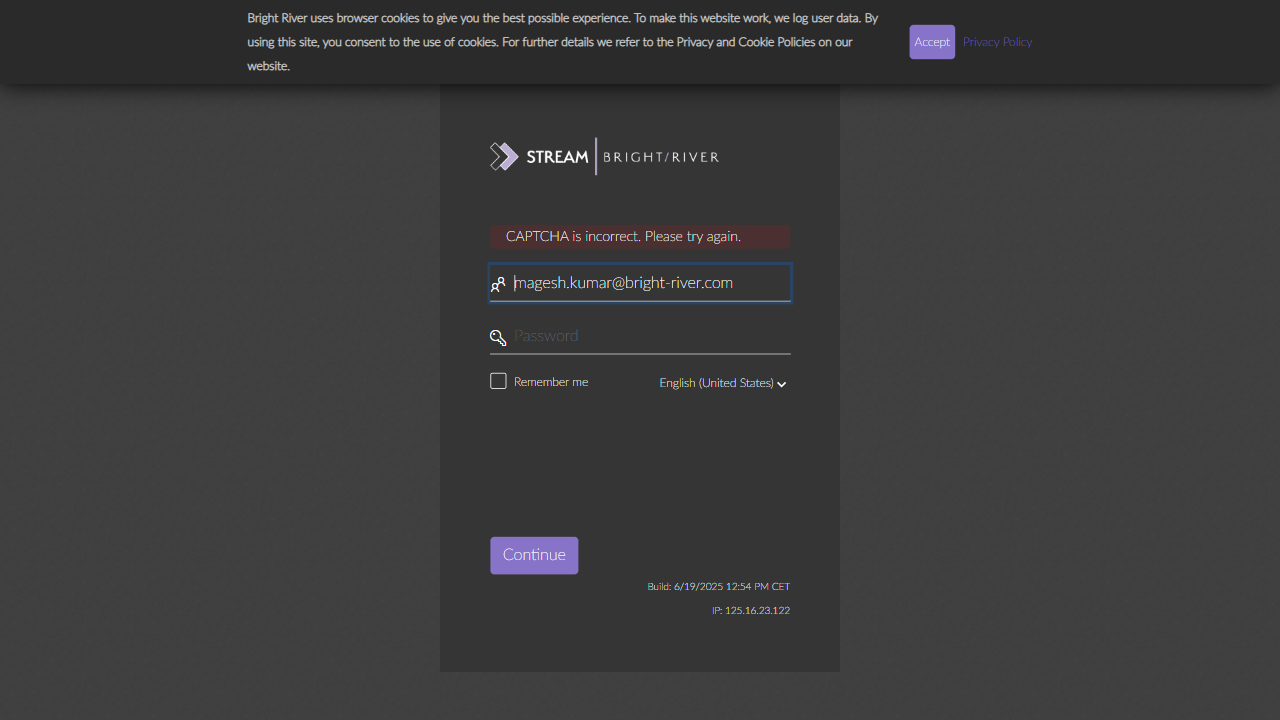 Bright River uses browser cookies to give you the best possible experience. To make this website work, we log user data. By
using this site, you consent to the use of cookies. For further details we refer to the Privacy and Cookie Policies on our
website.
Accept Privacy Policy
STREAM BRIGHT/RIVER
CAPTCHA is incorrect. Please try again.
magesh.kumar@bright-river.com
Password
Remember me English (United States)
Continue
Build: 6/19/2025 12:54 PM CET
IP: 125.16.23.122